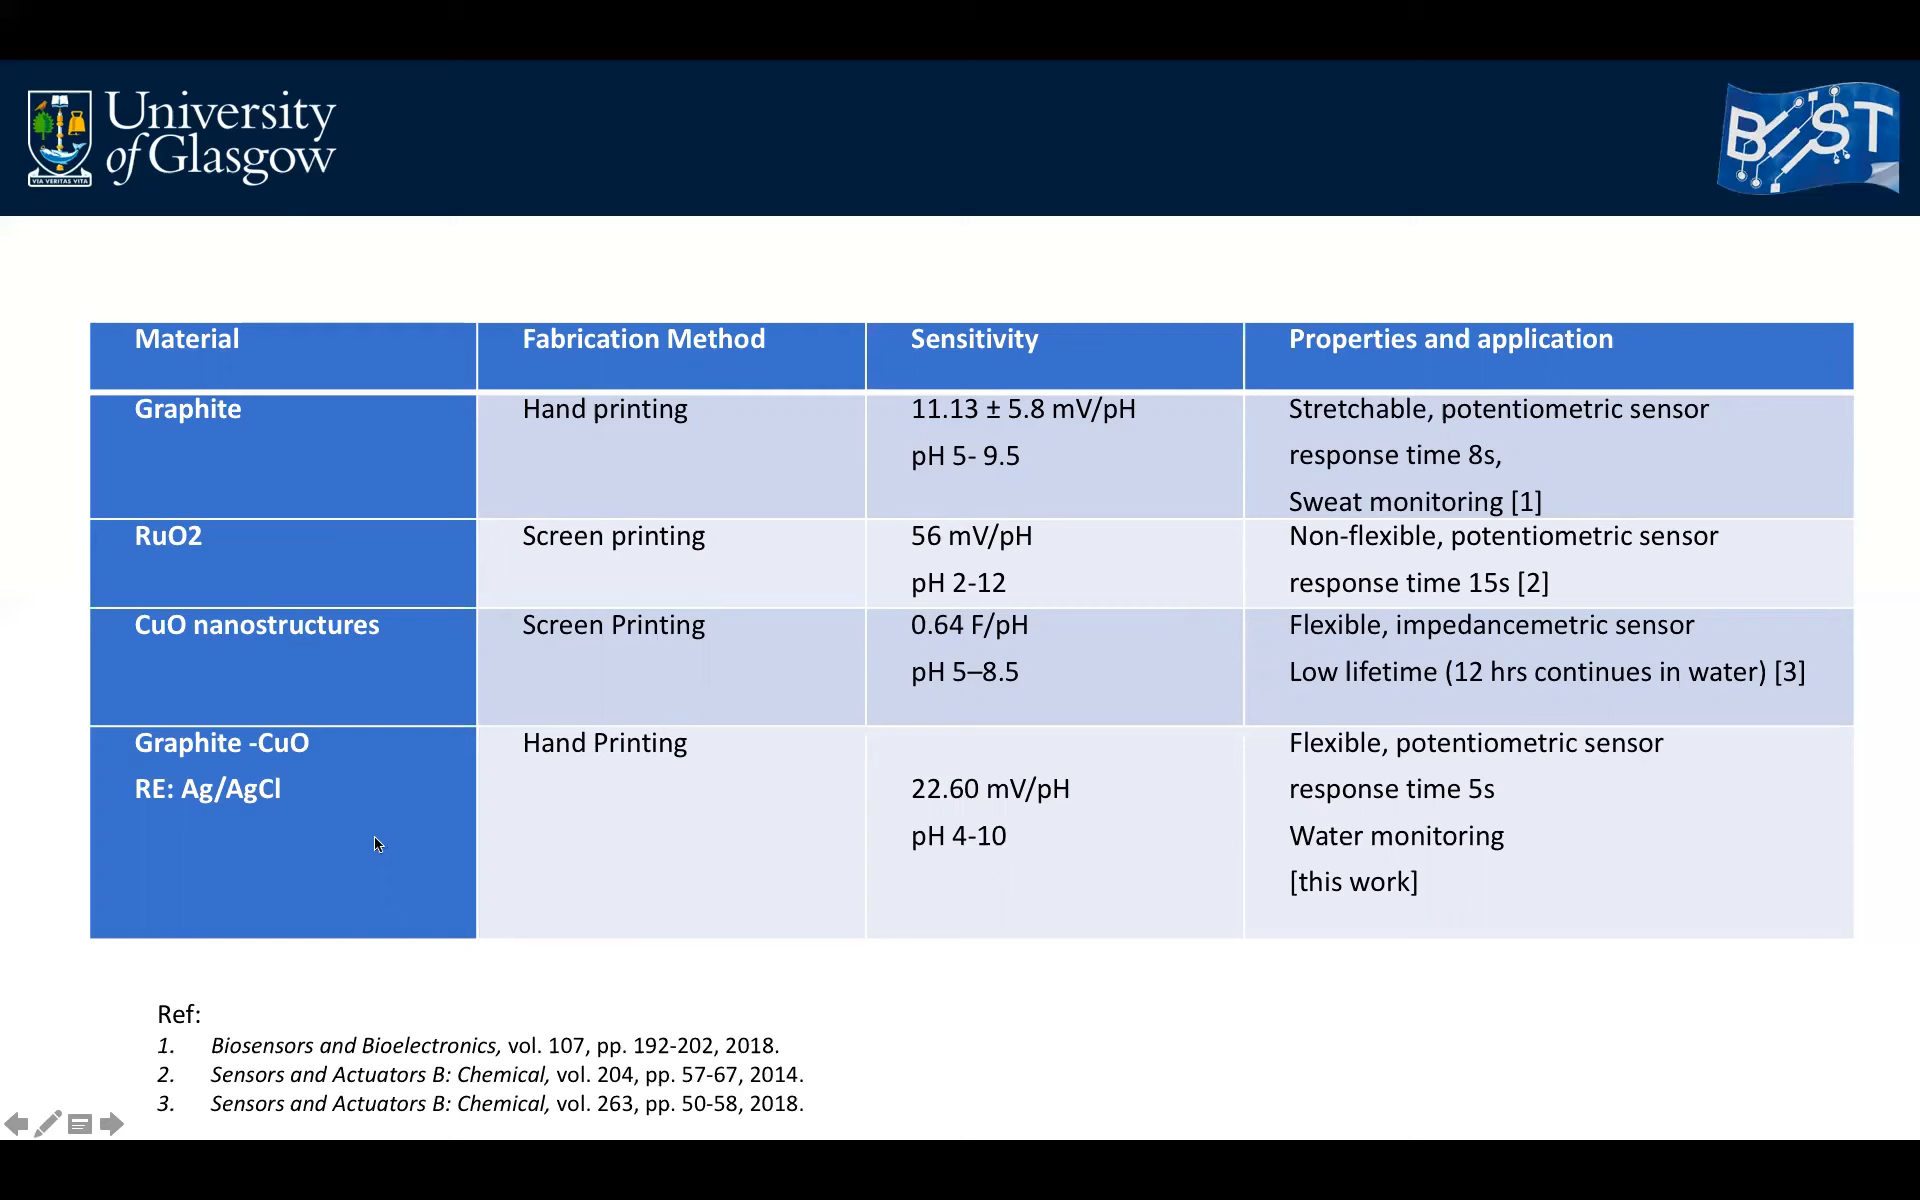 University
of Glasgow
VIA VERITAS VITA
BEST
Material
Fabrication Method
Sensitivity
Properties and application
Graphite
Hand printing
11.13 ± 5.8 mV/pH
pH 5- 9.5
Stretchable, potentiometric sensor
response time 8s,
Sweat monitoring [1]
RuO2
Screen printing
56 mV/pH
pH 2-12
Non-flexible, potentiometric sensor
response time 15s [2]
CuO nanostructures
Screen Printing
0.64 F/pH
pH 5–8.5
Flexible, impedancemetric sensor
Low lifetime (12 hrs continues in water) [3]
Graphite -CuO
RE: Ag/AgCl
Hand Printing
22.60 mV/pH
pH 4-10
Flexible, potentiometric sensor
response time 5s
Water monitoring
[this work]
Ref:
1. Biosensors and Bioelectronics, vol. 107, pp. 192-202, 2018.
2. Sensors and Actuators B: Chemical, vol. 204, pp. 57-67, 2014.
3. Sensors and Actuators B: Chemical, vol. 263, pp. 50-58, 2018.